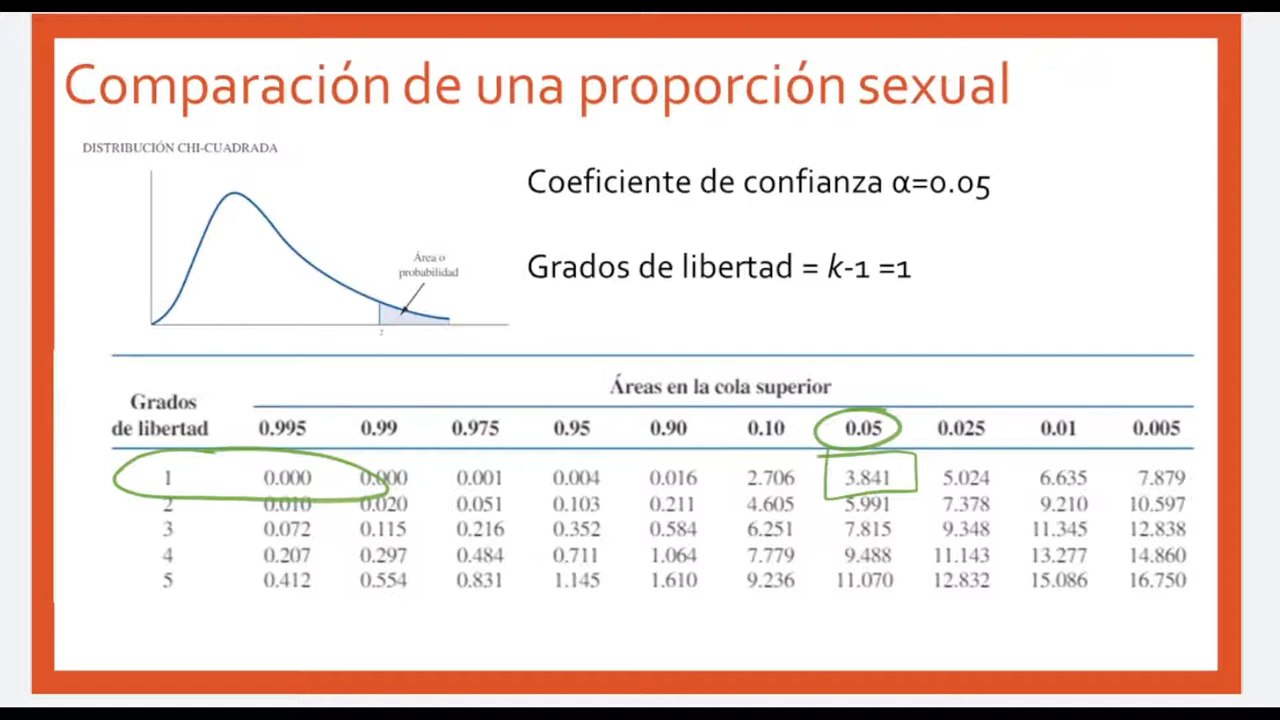 Comparación de una proporción sexual
DISTRIBUCIÓN CHI-CUADRADA
Área o
probabilidad
2
Coeficiente de confianza α=0.05
Grados de libertad = k-1 =1
Áreas en la cola superior
Grados
de libertad 0.995 0.99 0.975 0.95 0.90 0.10 0.05 0.025 0.01 0.005
1 0.000 0.000 0.001 0.004 0.016 2.706 3.841 5.024 6.635 7.879
2 0.010 0.020 0.051 0.103 0.211 4.605 5.991 7.378 9.210 10.597
3 0.072 0.115 0.216 0.352 0.584 6.251 7.815 9.348 11.345 12.838
4 0.207 0.297 0.484 0.711 1.064 7.779 9.488 11.143 13.277 14.860
5 0.412 0.554 0.831 1.145 1.610 9.236 11.070 12.832 15.086 16.750